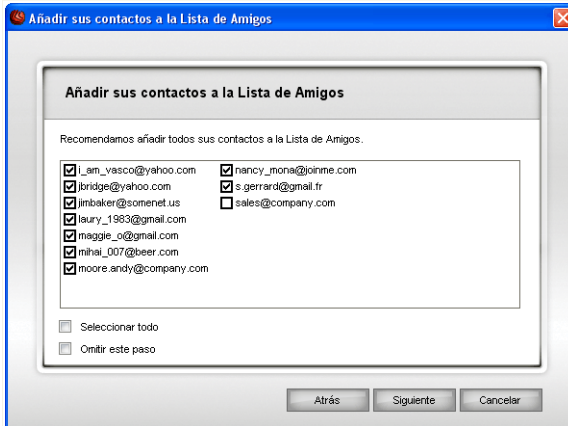 Añadir sus contactos a la Lista de Amigos
Añadir sus contactos a la Lista de Amigos
Recomendamos añadir todos sus contactos a la Lista de Amigos.
i_am_vasco@yahoo.com
jbridge@yahoo.com
jimbaker@somenet.us
laury_1983@gmail.com
maggie_o@gmail.com
mihai_007@beer.com
moore.andy@company.com
nancy_mona@joinme.com
s.gerrard@gmail.fr
sales@company.com
Seleccionar todo
Omitir este paso
Atrás Siguiente Cancelar